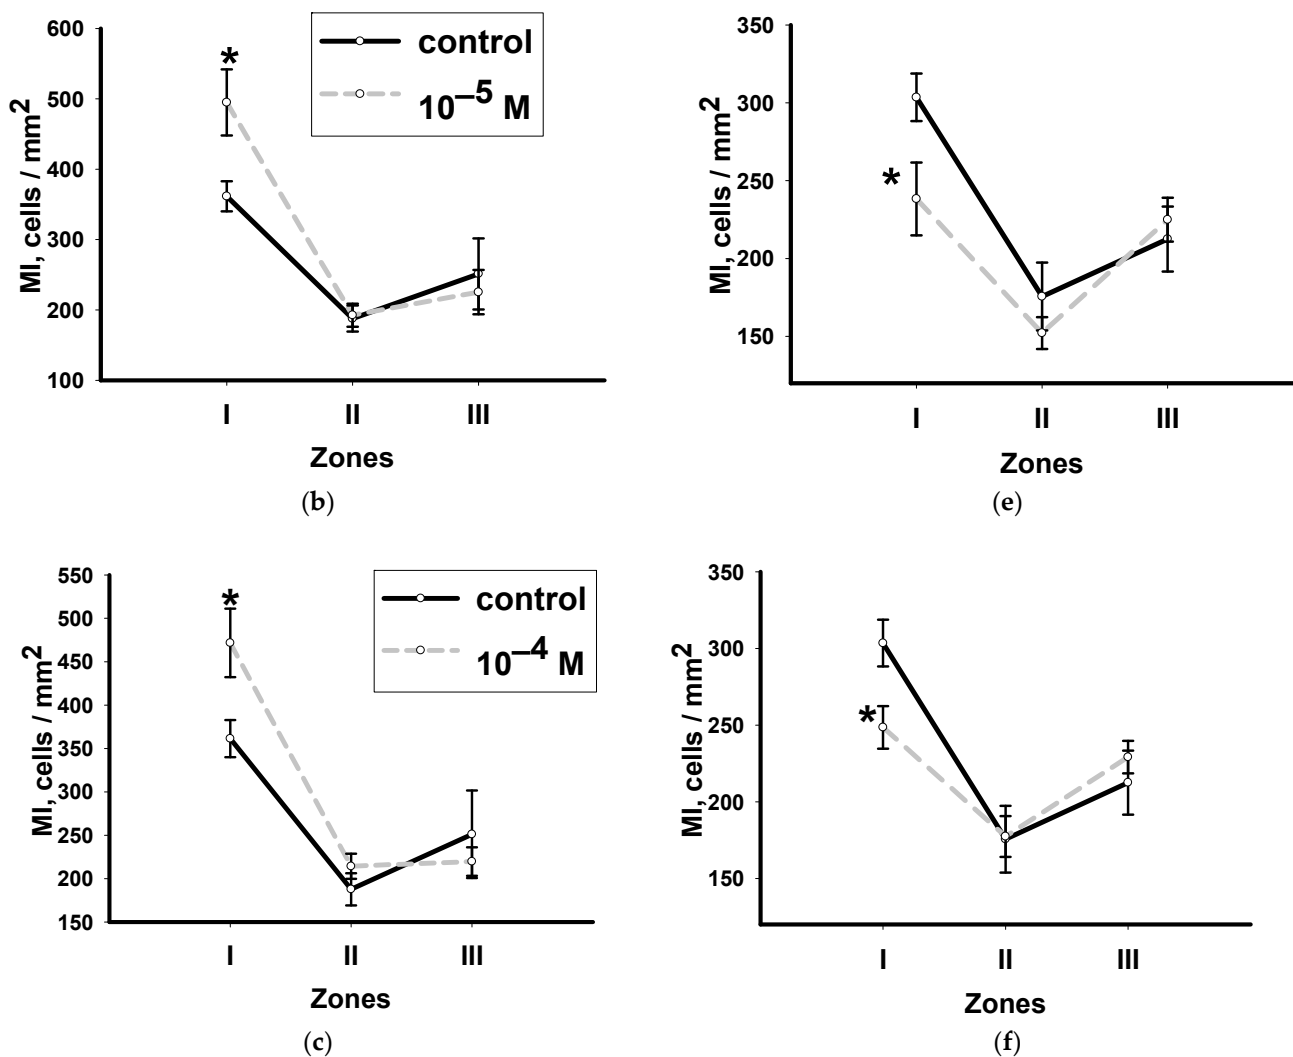 600
500
400
300
200
100
MI, cells / mm2
*
control
10–5 M
I II III
Zones
(b)
350
300
250
200
150
MI, cells / mm2
*
I II III
Zones
(e)
550
500
450
400
350
300
250
200
150
MI, cells / mm2
*
control
10–4 M
I II III
Zones
(c)
350
300
250
200
150
MI, cells / mm2
*
I II III
Zones
(f)